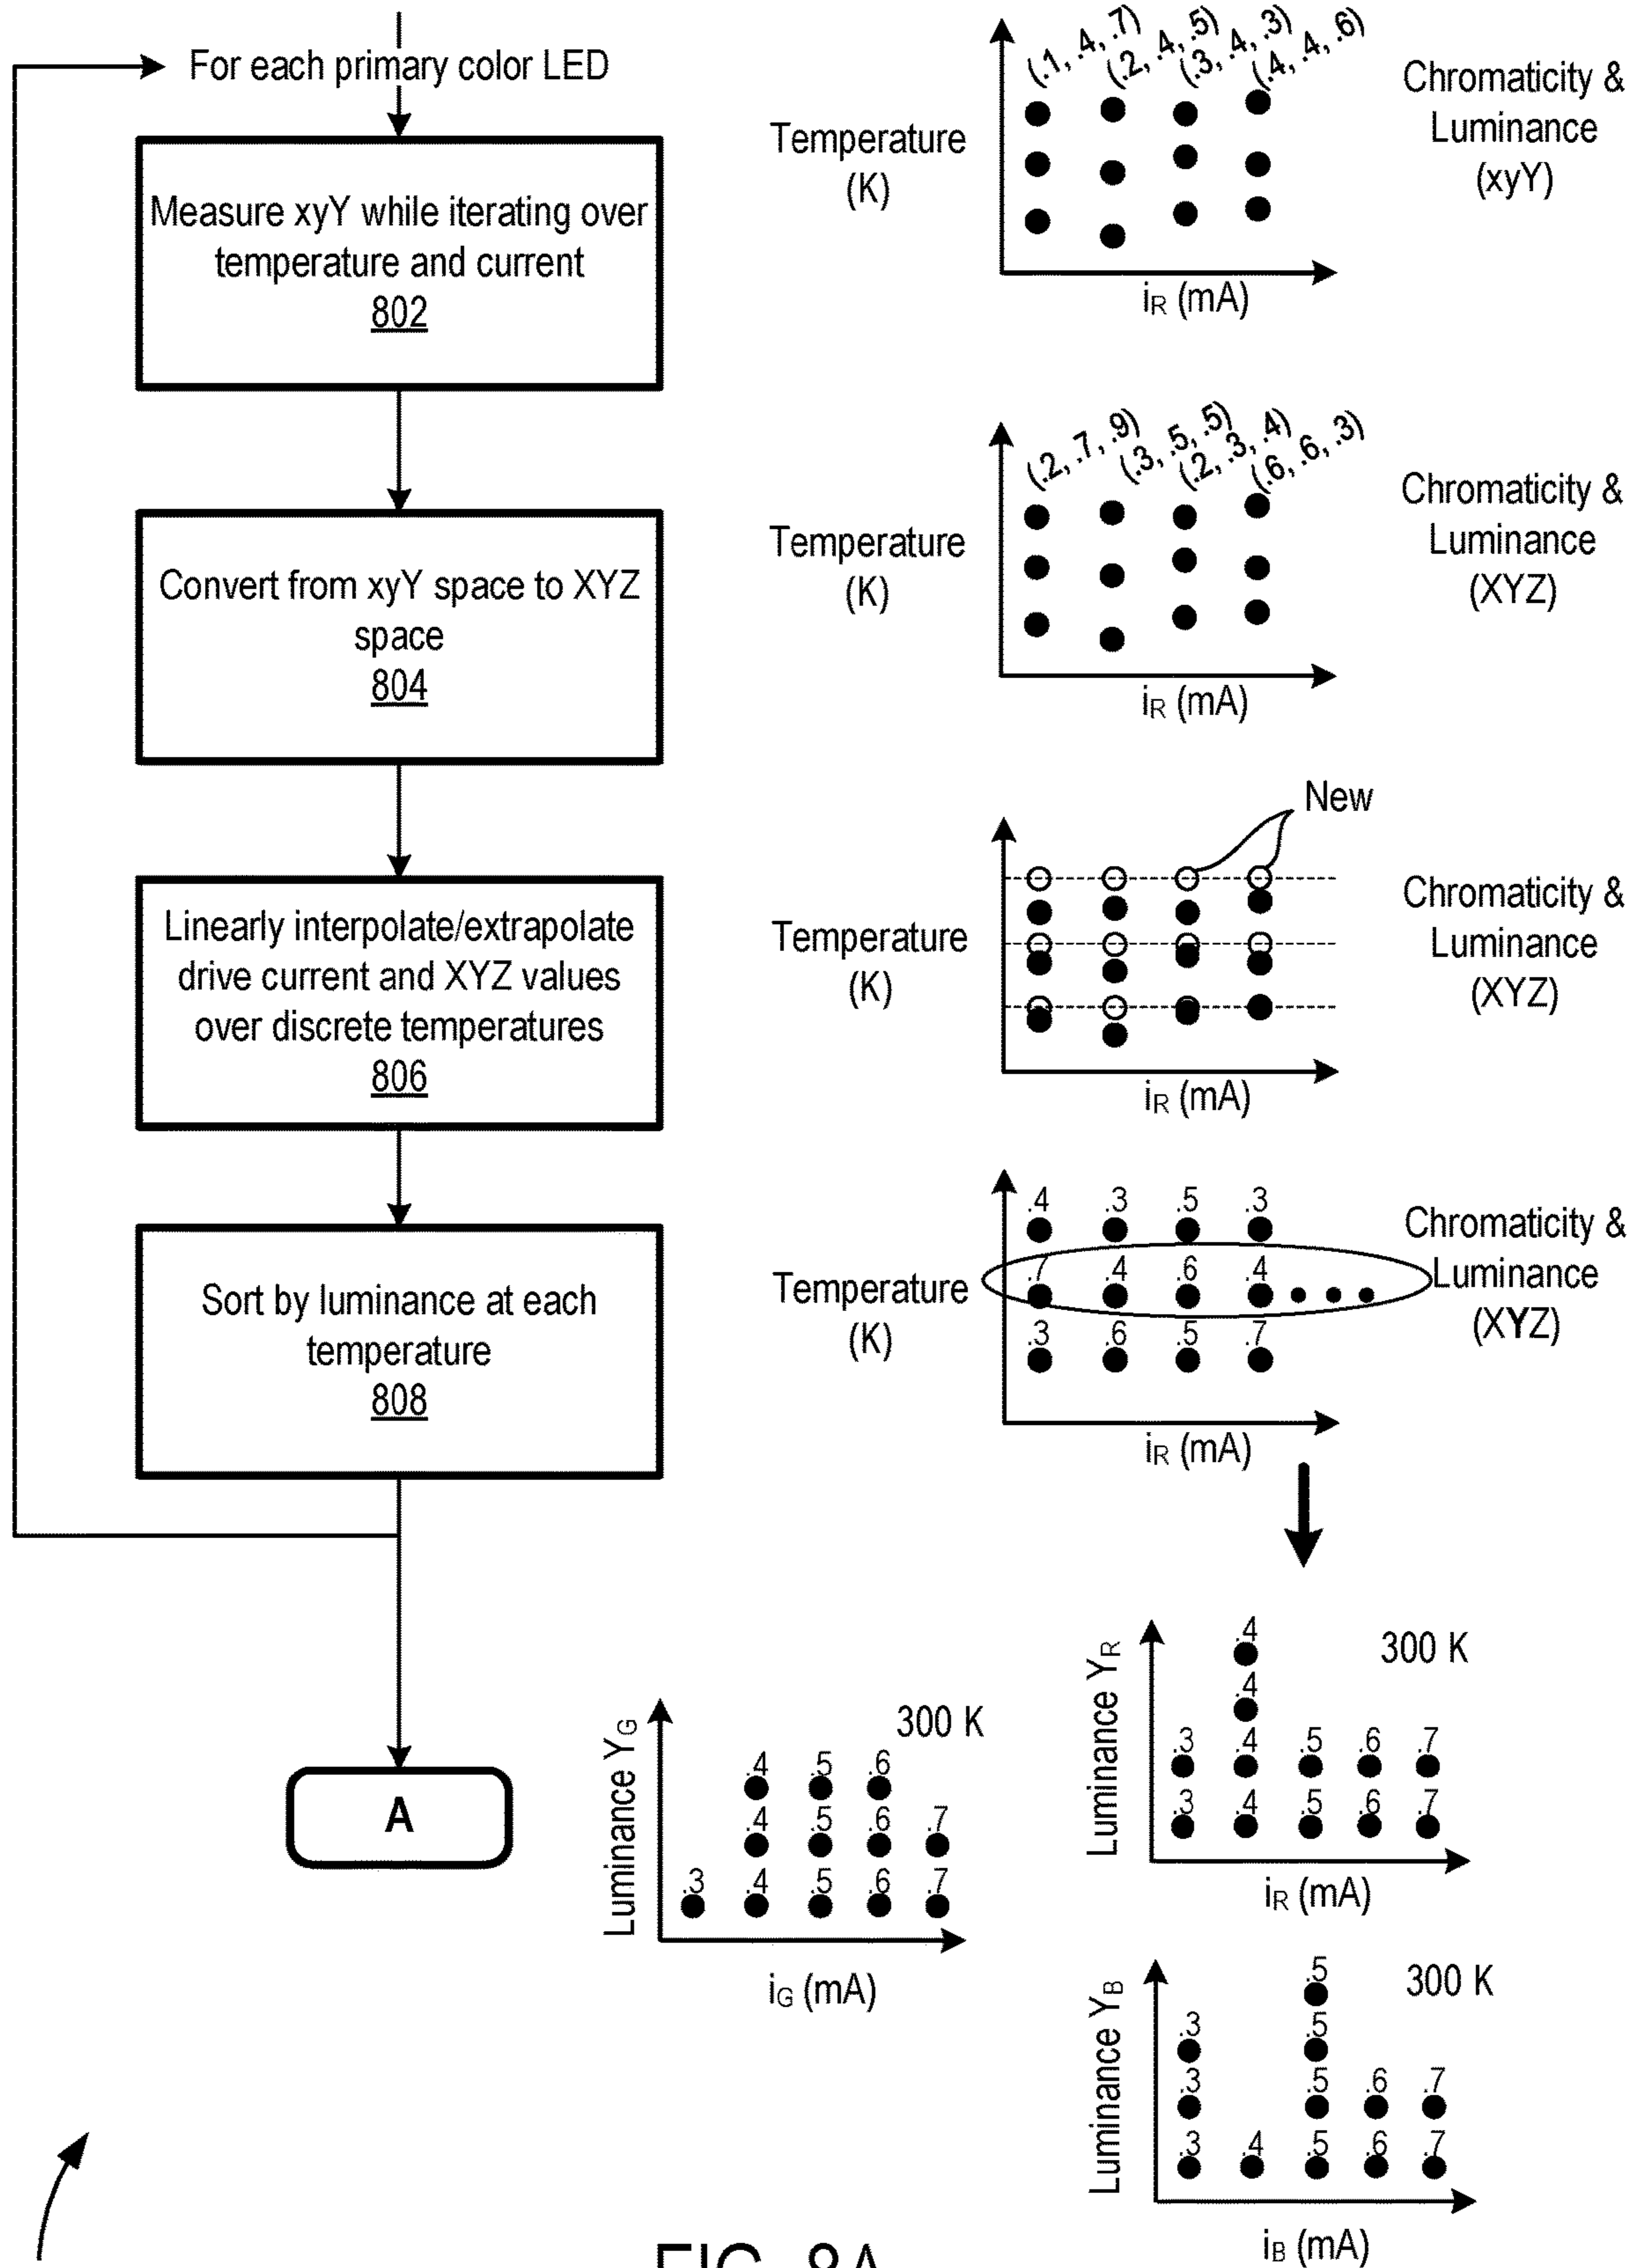 For each primary color LED
Measure xyY while iterating over
temperature and current
802
Temperature
(K)
(.1, .4, .7)
(.2, .4, .5)
(.3, .4, .3)
(.4, .4, .6)
iR (mA)
Chromaticity &
Luminance
(xyY)
Convert from xyY space to XYZ
space
804
Temperature
(K)
(.2, .7, .9)
(.3, .5, .5)
(.2, .3, .4)
(.6, .6, .3)
iR (mA)
Chromaticity &
Luminance
(XYZ)
Linearly interpolate/extrapolate
drive current and XYZ values
over discrete temperatures
806
New
Temperature
(K)
iR (mA)
Chromaticity &
Luminance
(XYZ)
Sort by luminance at each
temperature
808
Temperature
(K)
.4 .3 .5 .3
.7 .4 .6 .4
.3 .6 .5 .7
iR (mA)
Chromaticity &
Luminance
(XYZ)
A
Luminance YG
300 K
.4 .5 .6
.4 .5 .6 .7
.3 .4 .5 .6 .7
iG (mA)
Luminance YR
300 K
.4
.4
.3 .4 .5 .6 .7
.3 .4 .5 .6 .7
iR (mA)
Luminance YB
300 K
.5
.3 .5
.3 .5 .6 .7
.3 .4 .5 .6 .7
iB (mA)
FIG. 8A